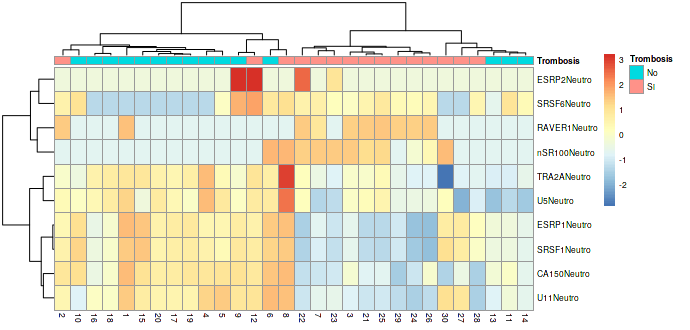 Trombosis
ESRP2Neutro
SRSF6Neutro
RAVER1Neutro
nSR100Neutro
TRA2ANeutro
U5Neutro
ESRP1Neutro
SRSF1Neutro
CA150Neutro
U11Neutro
2 10 16 18 1 15 20 17 19 4 5 9 12 6 8 22 7 23 3 21 25 29 24 26 30 27 28 13 11 14
3
2
1
0
-1
-2
Trombosis
No
SI